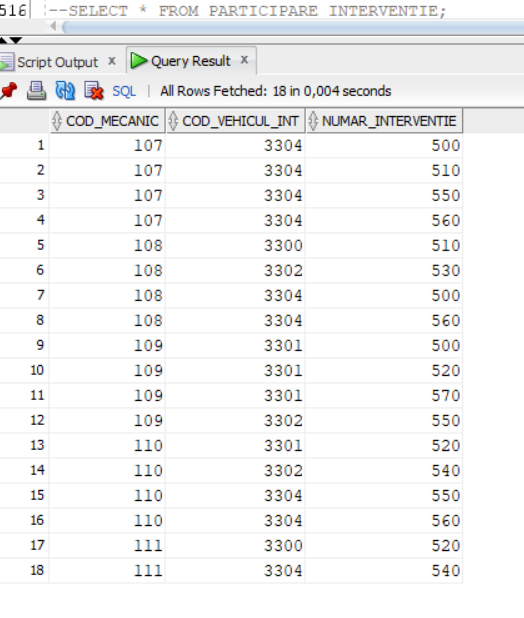 516 --SELECT * FROM PARTICIPARE INTERVENTIE;
Script Output x Query Result x
SQL | All Rows Fetched: 18 in 0,004 seconds
COD_MECANIC COD_VEHICUL_INT NUMAR_INTERVENTIE
1 107 3304 500
2 107 3304 510
3 107 3304 550
4 107 3304 560
5 108 3300 510
6 108 3302 530
7 108 3304 500
8 108 3304 560
9 109 3301 500
10 109 3301 520
11 109 3301 570
12 109 3302 550
13 110 3301 520
14 110 3302 540
15 110 3304 550
16 110 3304 560
17 111 3300 520
18 111 3304 540